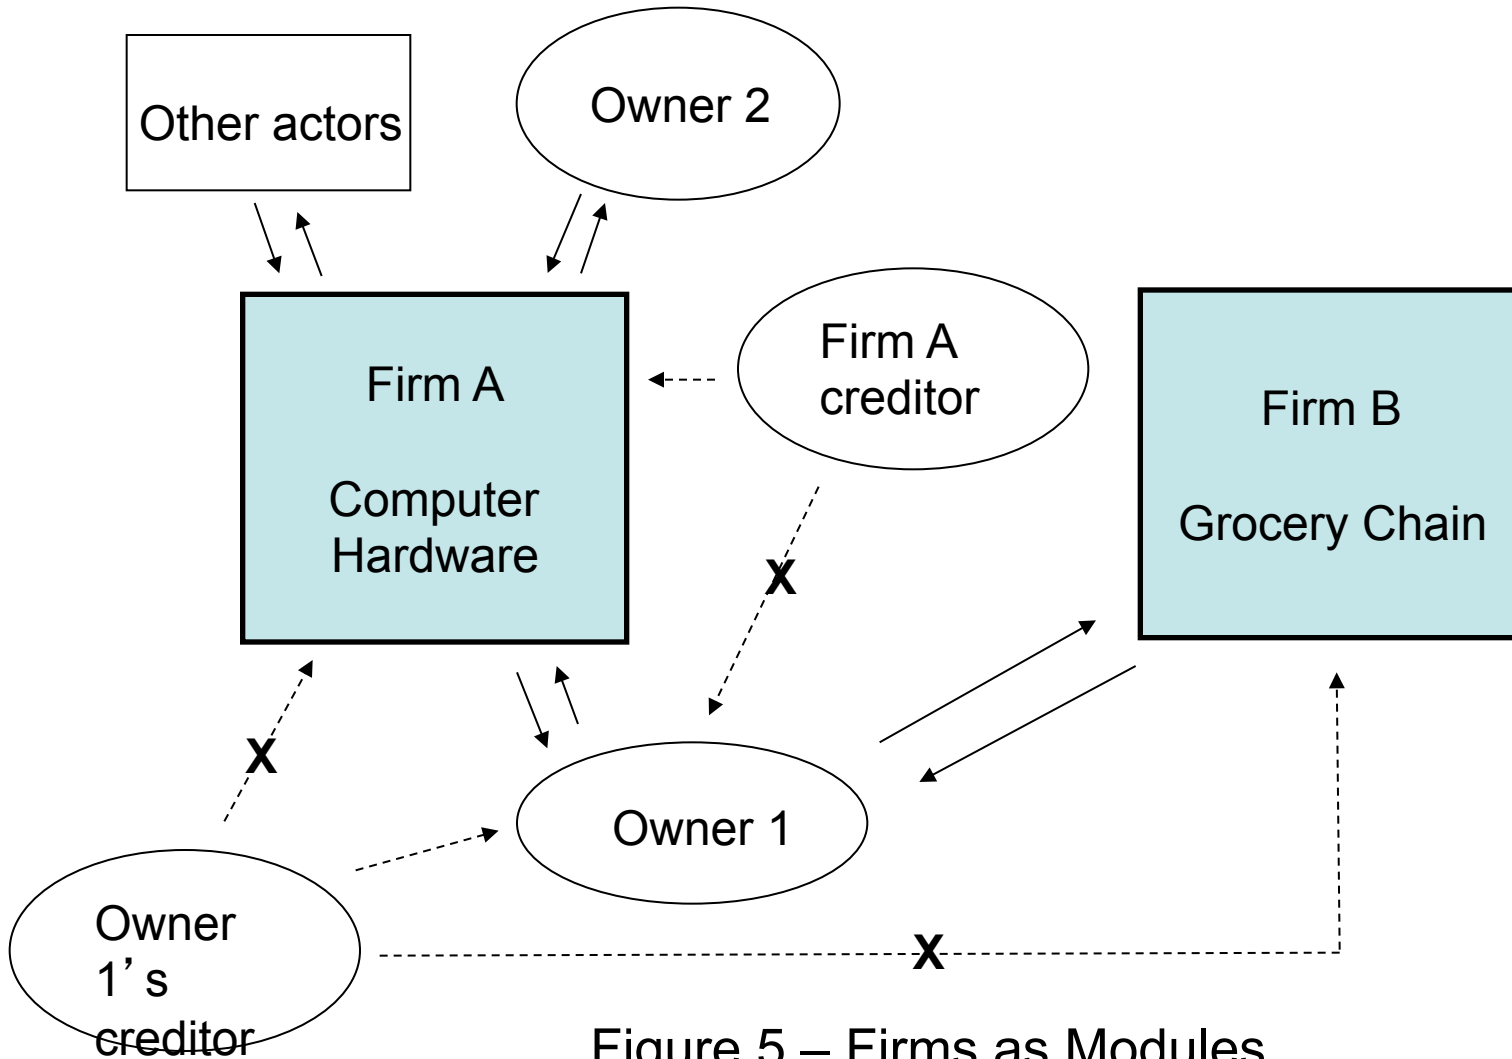 Other actors
Owner 2
Firm A
Computer
Hardware
Firm A
creditor
Firm B
Grocery Chain
X
X
Owner 1
Owner
1’ s
creditor
X
Figure 5 – Firms as Modules